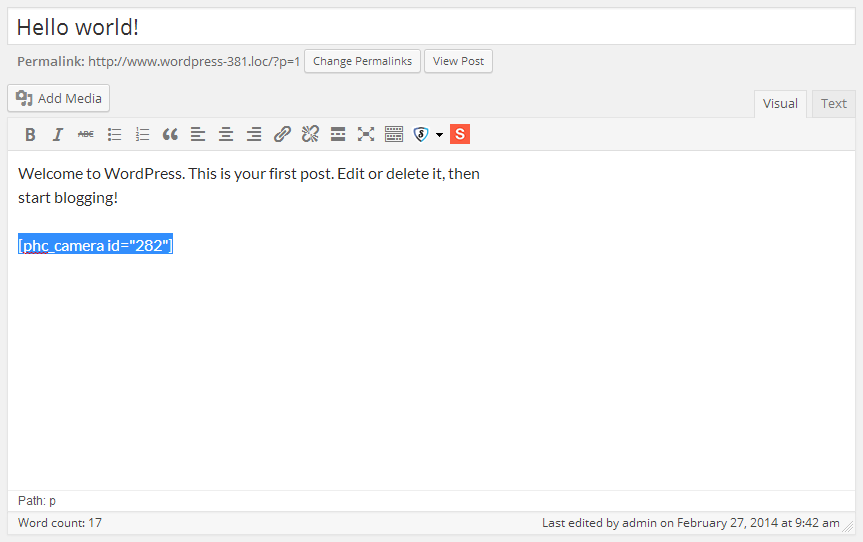 Hello world!
Permalink: http://www.wordpress-381.loc/?p=1 Change Permalinks View Post
Add Media
Visual Text
B I ABC S S
Welcome to WordPress. This is your first post. Edit or delete it, then
start blogging!
[phc_camera id="282"]
Path: p
Word count: 17
Last edited by admin on February 27, 2014 at 9:42 am